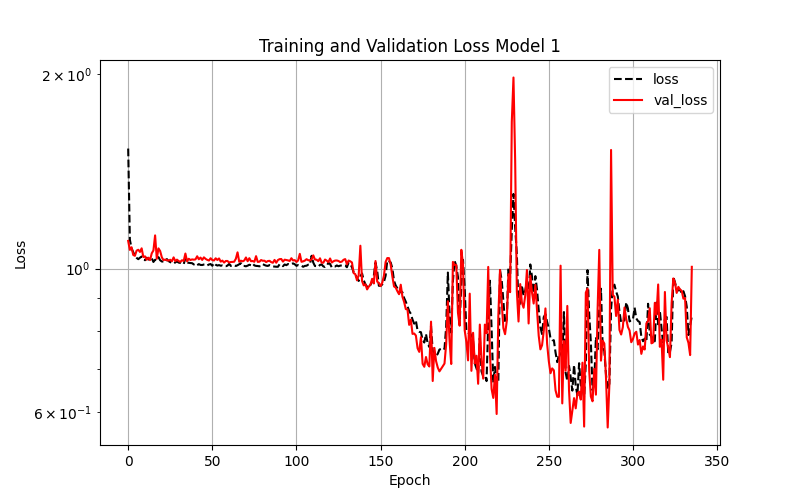 Training and Validation Loss Model 1
loss
val_loss
2 × 10⁰
10⁰
6 × 10⁻¹
Loss
0 50 100 150 200 250 300 350
Epoch